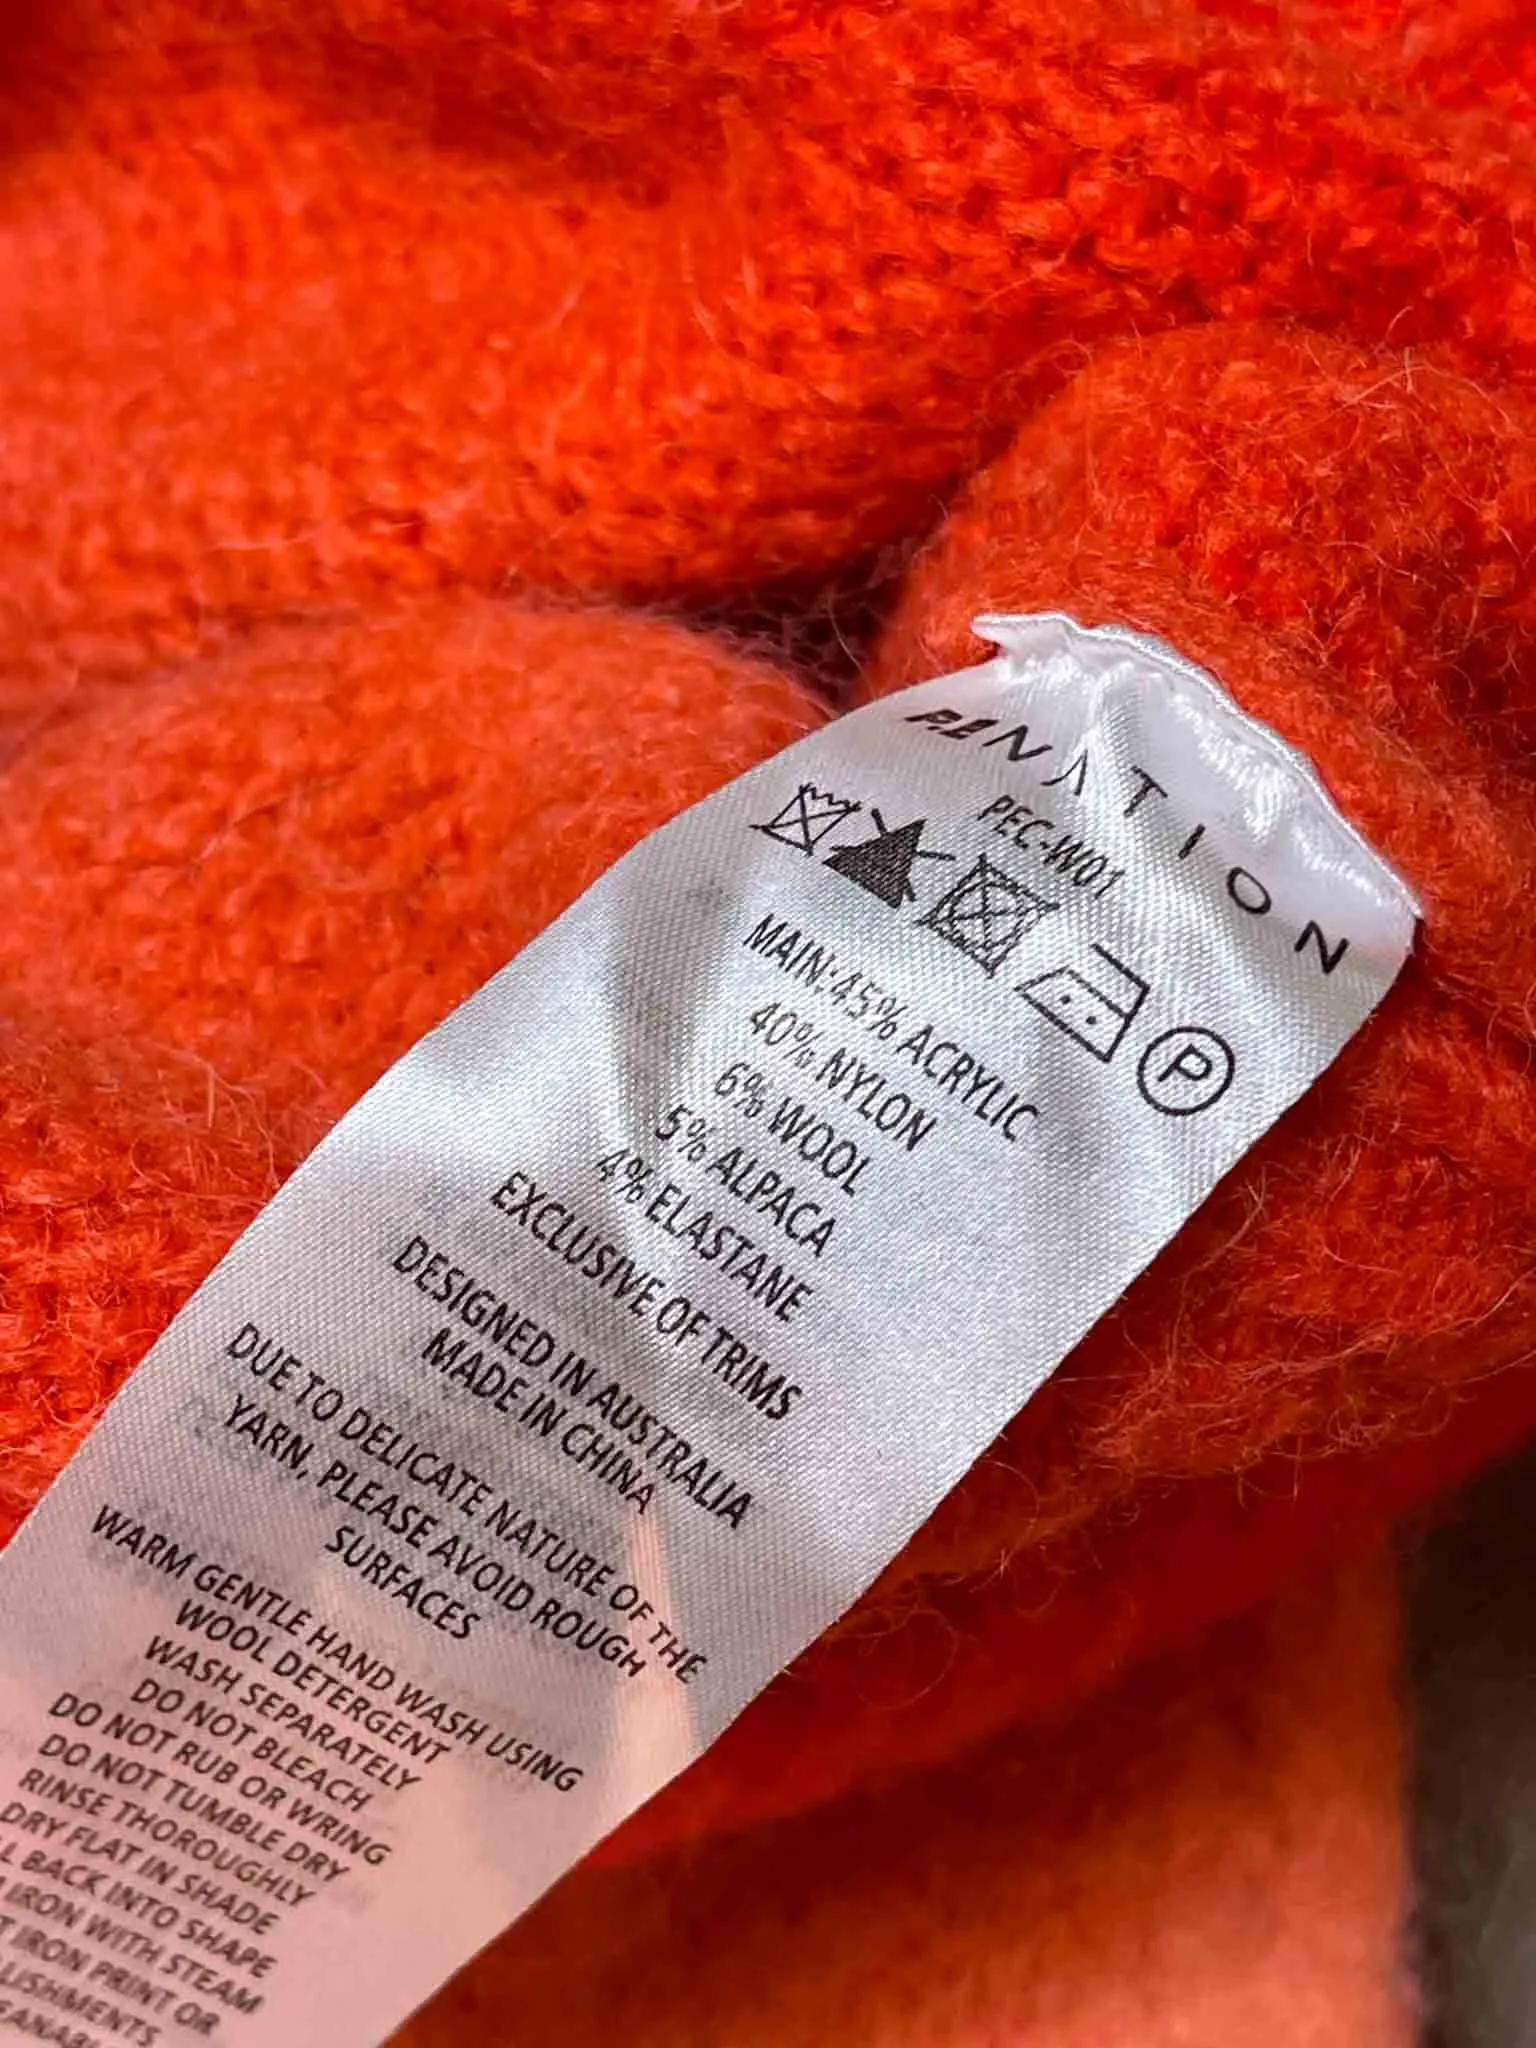 P.E NATION
PEC-W01
P
MAIN:45% ACRYLIC
40% NYLON
6% WOOL
5% ALPACA
4% ELASTANE
EXCLUSIVE OF TRIMS
DESIGNED IN AUSTRALIA
MADE IN CHINA
DUE TO DELICATE NATURE OF THE
YARN, PLEASE AVOID ROUGH
SURFACES
WARM GENTLE HAND WASH USING
WOOL DETERGENT
WASH SEPARATELY
DO NOT BLEACH
DO NOT RUB OR WRING
DO NOT TUMBLE DRY
RINSE THOROUGHLY
DRY FLAT IN SHADE
BACK INTO SHAPE
IRON WITH STEAM
IRON PRINT OR